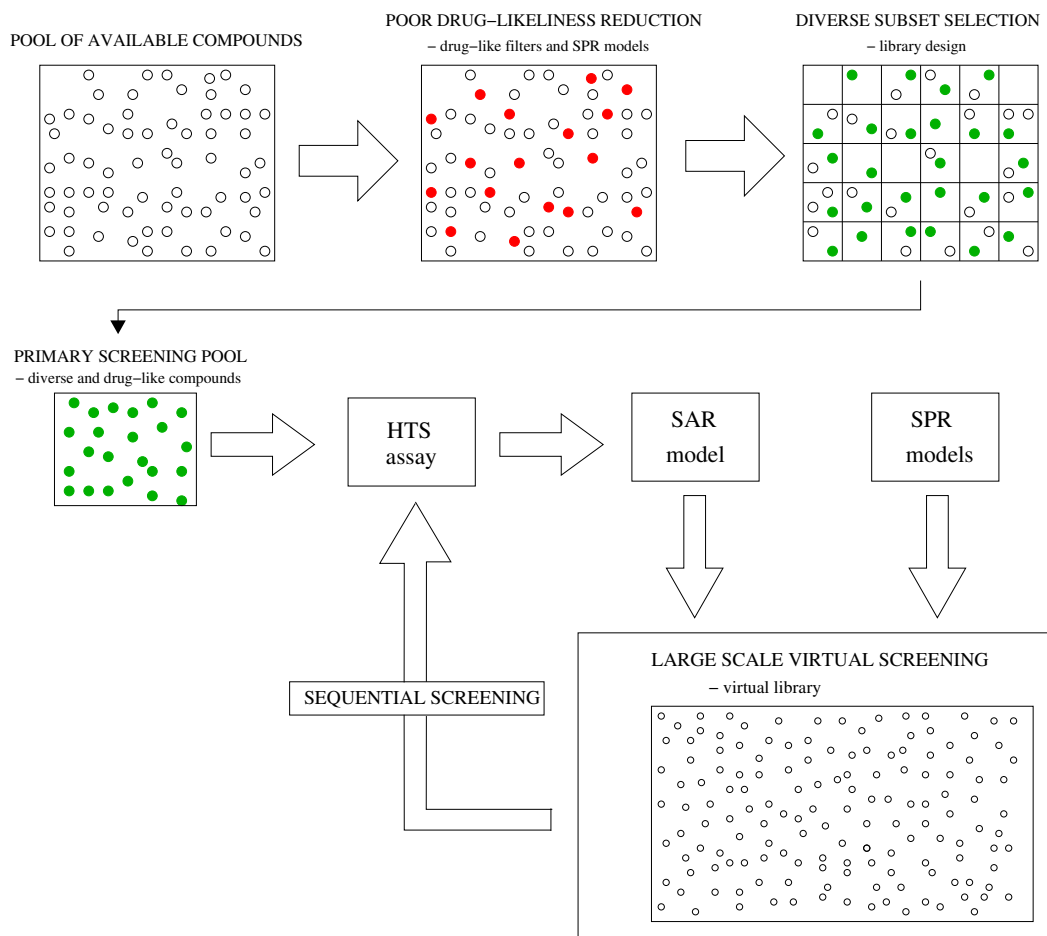 POOL OF AVAILABLE COMPOUNDS
POOR DRUG–LIKELINESS REDUCTION
– drug–like filters and SPR models
DIVERSE SUBSET SELECTION
– library design
PRIMARY SCREENING POOL
– diverse and drug–like compounds
HTS
assay
SAR
model
SPR
models
SEQUENTIAL SCREENING
LARGE SCALE VIRTUAL SCREENING
– virtual library